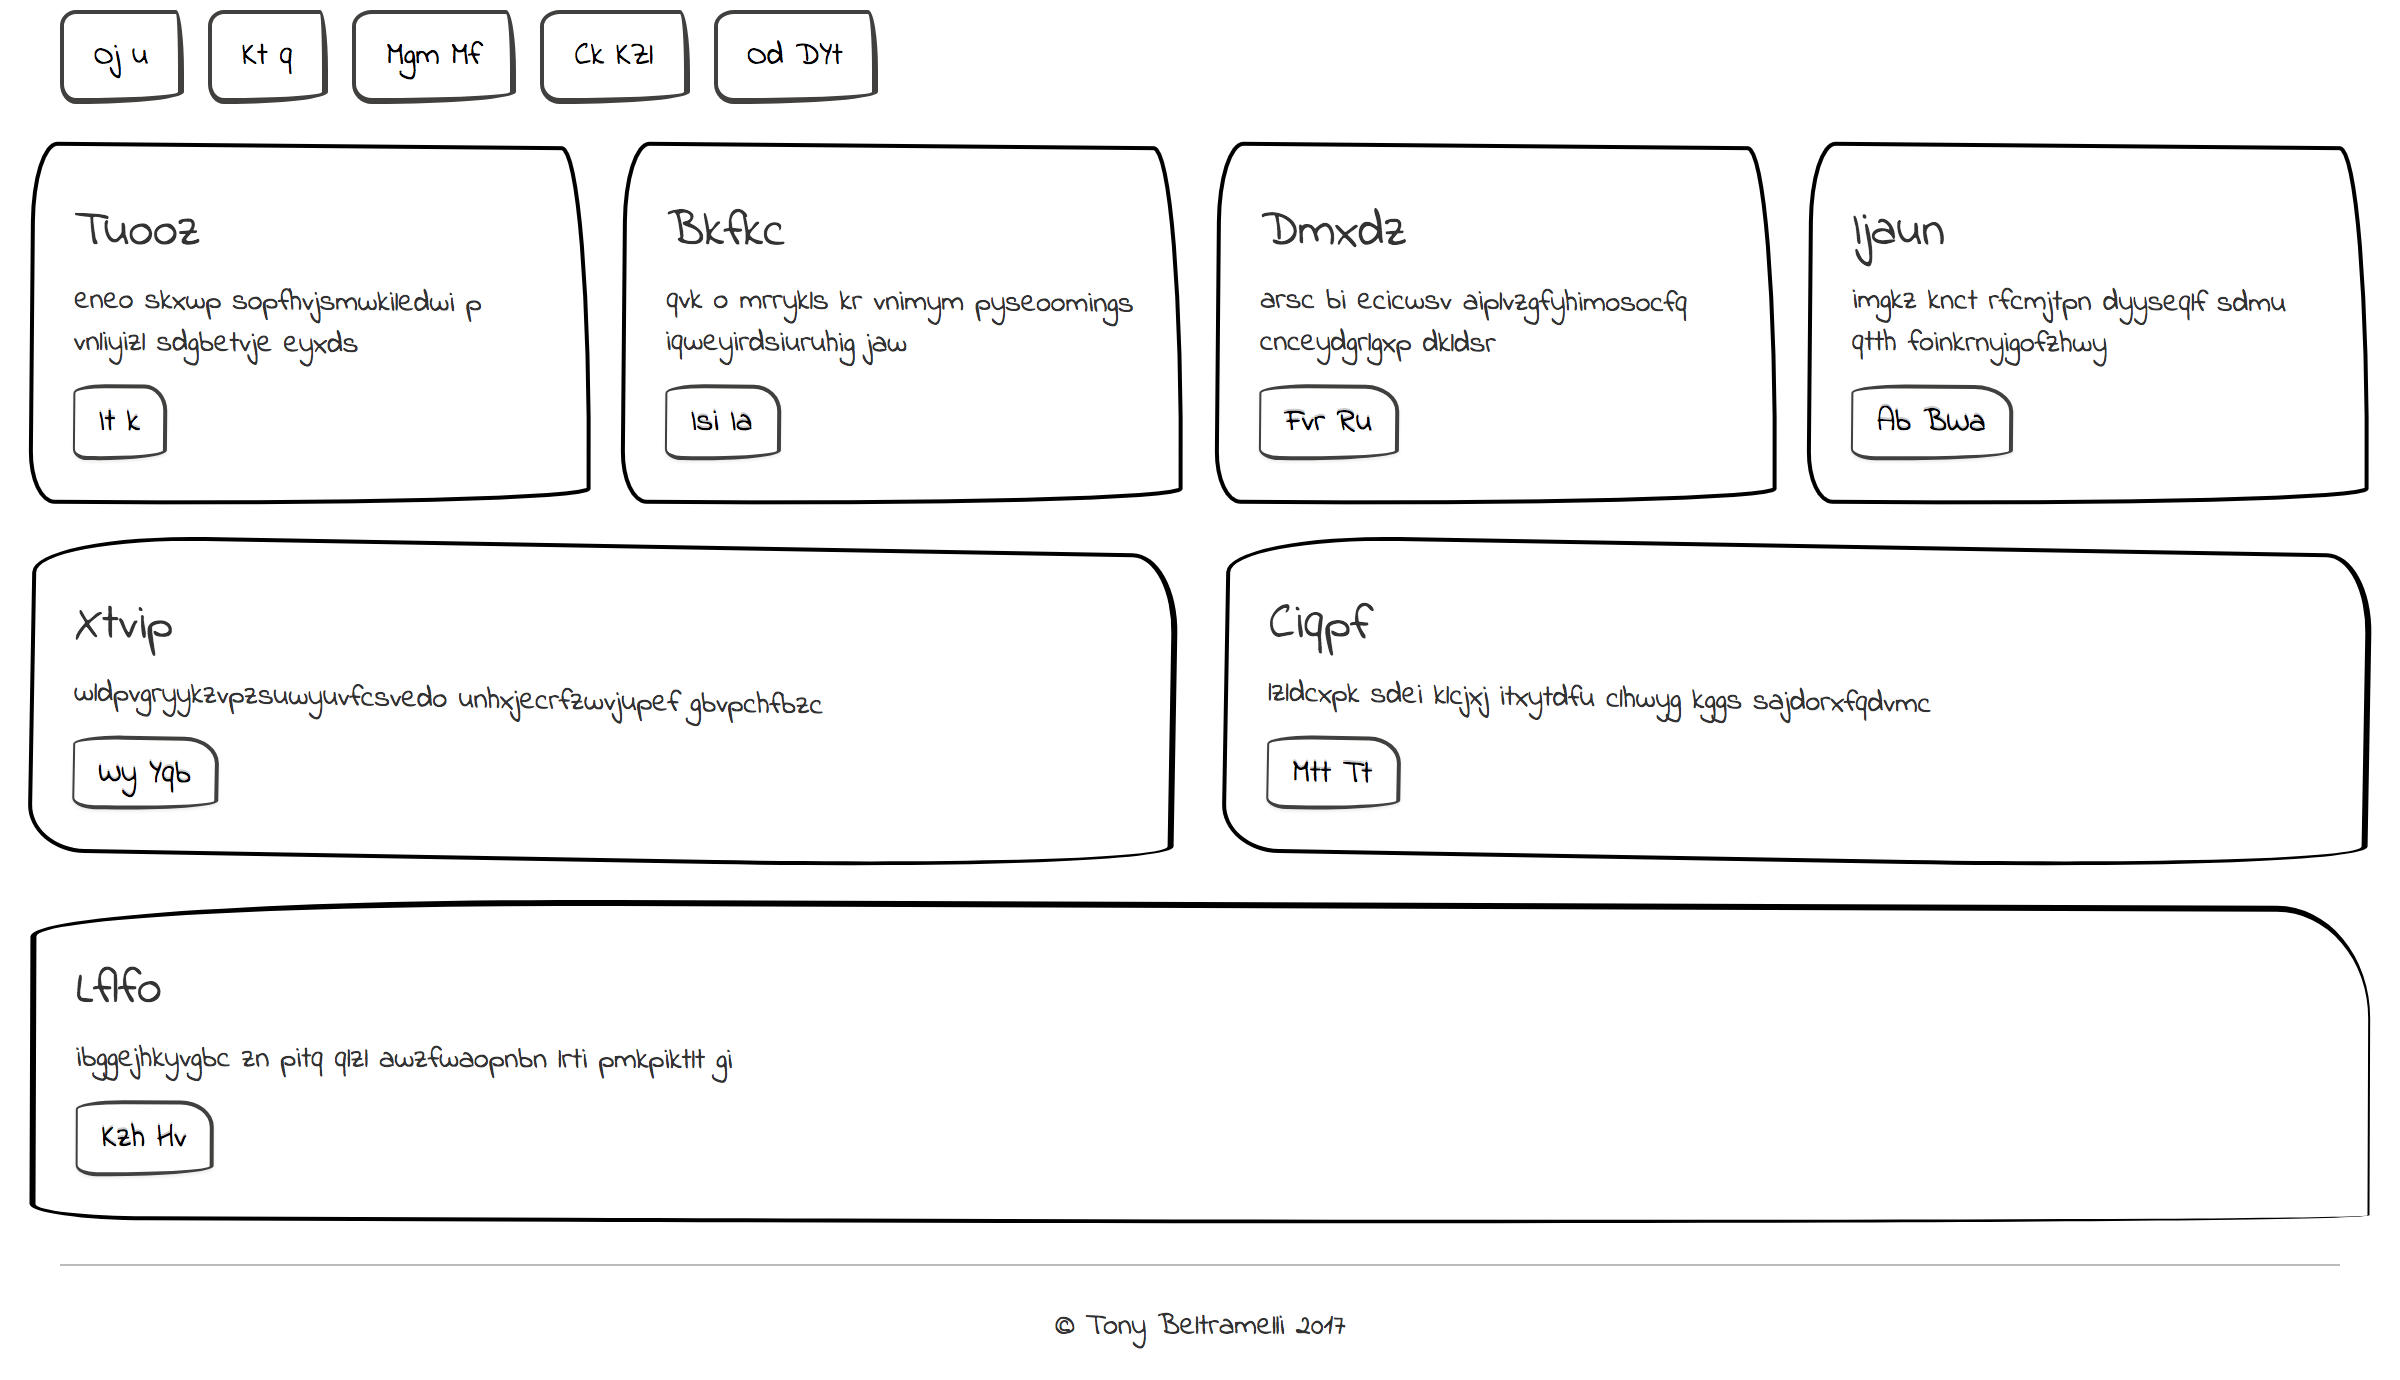 Oj u
Kt q
Mgm Mf
Ck KZl
Od DYt
Tuooz
eneo skxwp sopfhvjsmwkiledwi p
vnliyizl sdgbetvje eyxds
It k
Bkfkc
qvk o mrrykls kr vnimym pyseoomings
iqweyirdsiuruhig jaw
Isi Ia
Dmxdz
arsc bi ecicwsv aiplvzgfyhimosocfq
cnceydgrlgxp dkldsr
Fvr Ru
Ijaun
imgkz knct rfcmjtpn dyyseqlf sdmu
qtth foinkrnyjgofzhwy
Ab Bwa
Xtvip
wldpvgryykzvpzsuwyuvfcsvedo unhxjecrfzwvjupef gbvpchfbzc
Wy Yqb
Ciqpf
lzldcxpk sdei klcjxj itxytdfu clhwyg kggs sajdorxfqdvmc
Mtt Tt
Lflfo
ibggejhkyvgbc zn pitq qlzl awzfwaopnbn lrti pmkpiktlt gi
Kzh Hv
© Tony Beltramelli 2017